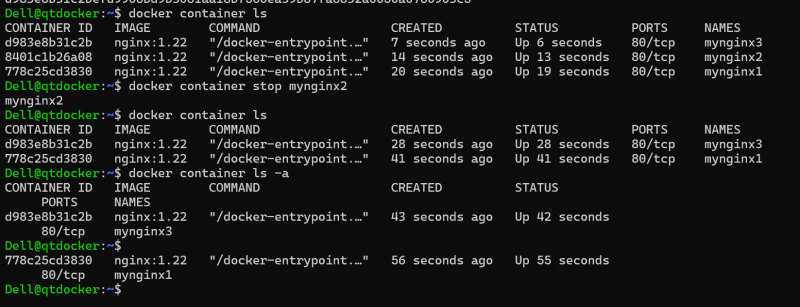 Dell@qtdocker:~$ docker container ls
CONTAINER ID   IMAGE        COMMAND                  CREATED          STATUS          PORTS     NAMES
d983e8b31c2b   nginx:1.22   "/docker-entrypoint.…"   7 seconds ago    Up 6 seconds    80/tcp    mynginx3
8401c1b26a08   nginx:1.22   "/docker-entrypoint.…"   14 seconds ago   Up 13 seconds   80/tcp    mynginx2
778c25cd3830   nginx:1.22   "/docker-entrypoint.…"   20 seconds ago   Up 19 seconds   80/tcp    mynginx1
Dell@qtdocker:~$ docker container stop mynginx2
mynginx2
Dell@qtdocker:~$ docker container ls
CONTAINER ID   IMAGE        COMMAND                  CREATED          STATUS          PORTS     NAMES
d983e8b31c2b   nginx:1.22   "/docker-entrypoint.…"   28 seconds ago   Up 28 seconds   80/tcp    mynginx3
778c25cd3830   nginx:1.22   "/docker-entrypoint.…"   41 seconds ago   Up 41 seconds   80/tcp    mynginx1
Dell@qtdocker:~$ docker container ls -a
CONTAINER ID   IMAGE        COMMAND                  CREATED          STATUS
PORTS     NAMES
d983e8b31c2b   nginx:1.22   "/docker-entrypoint.…"   43 seconds ago   Up 42 seconds
80/tcp    mynginx3
Dell@qtdocker:~$
778c25cd3830   nginx:1.22   "/docker-entrypoint.…"   56 seconds ago   Up 55 seconds
80/tcp    mynginx1
Dell@qtdocker:~$